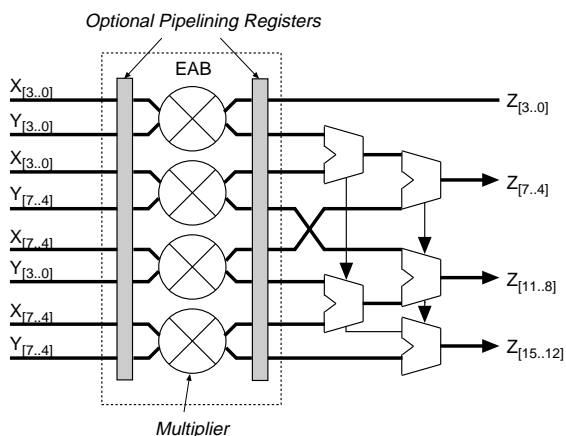 Optional Pipelining Registers
EAB
X[3..0]
Y[3..0]
X[3..0]
Y[7..4]
X[7..4]
Y[3..0]
X[7..4]
Y[7..4]
Z[3..0]
Z[7..4]
Z[11..8]
Z[15..12]
Multiplier